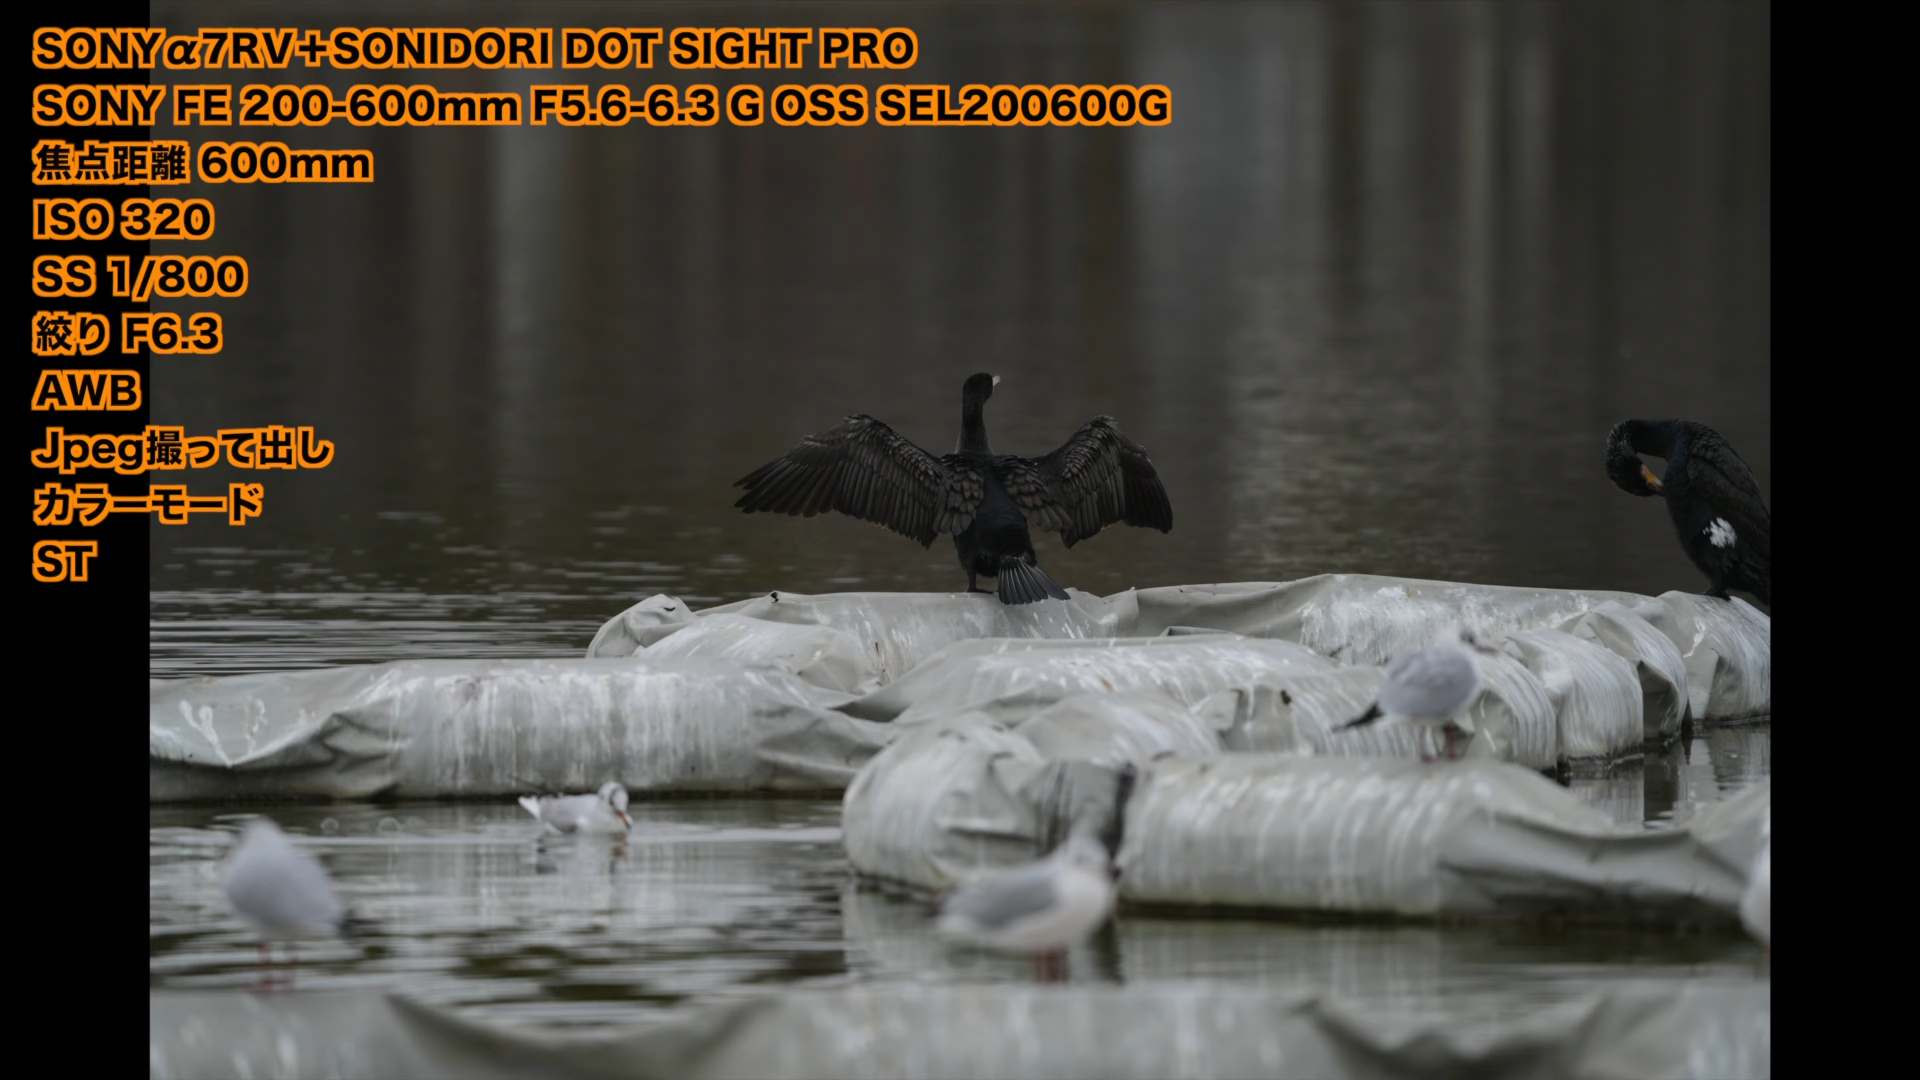 SONYα7RV+SONIDORI DOT SIGHT PRO
SONY FE 200-600mm F5.6-6.3 G OSS SEL200600G
焦点距離 600mm
ISO 320
SS 1/800
絞り F6.3
AWB
Jpeg撮って出し
カラーモード
ST